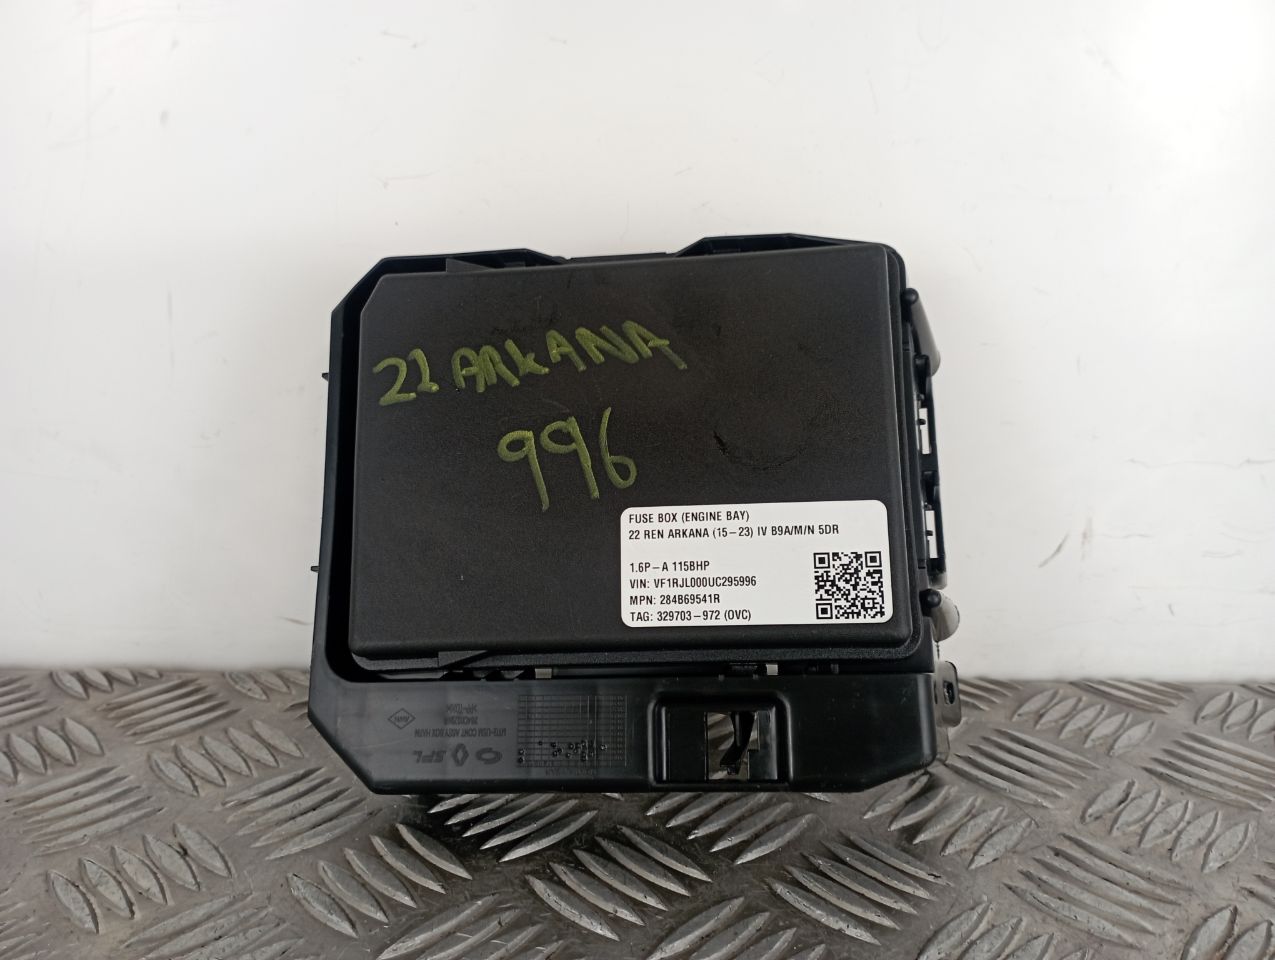 22 ARKANA
996
FUSE BOX (ENGINE BAY)
22 REN ARKANA (15-23) IV B9A/M/N 5DR
1.6P-A 115BHP
VIN: VF1RJL000UC295996
MPN: 284B69541R
TAG: 329703-972 (OVC)
SPL